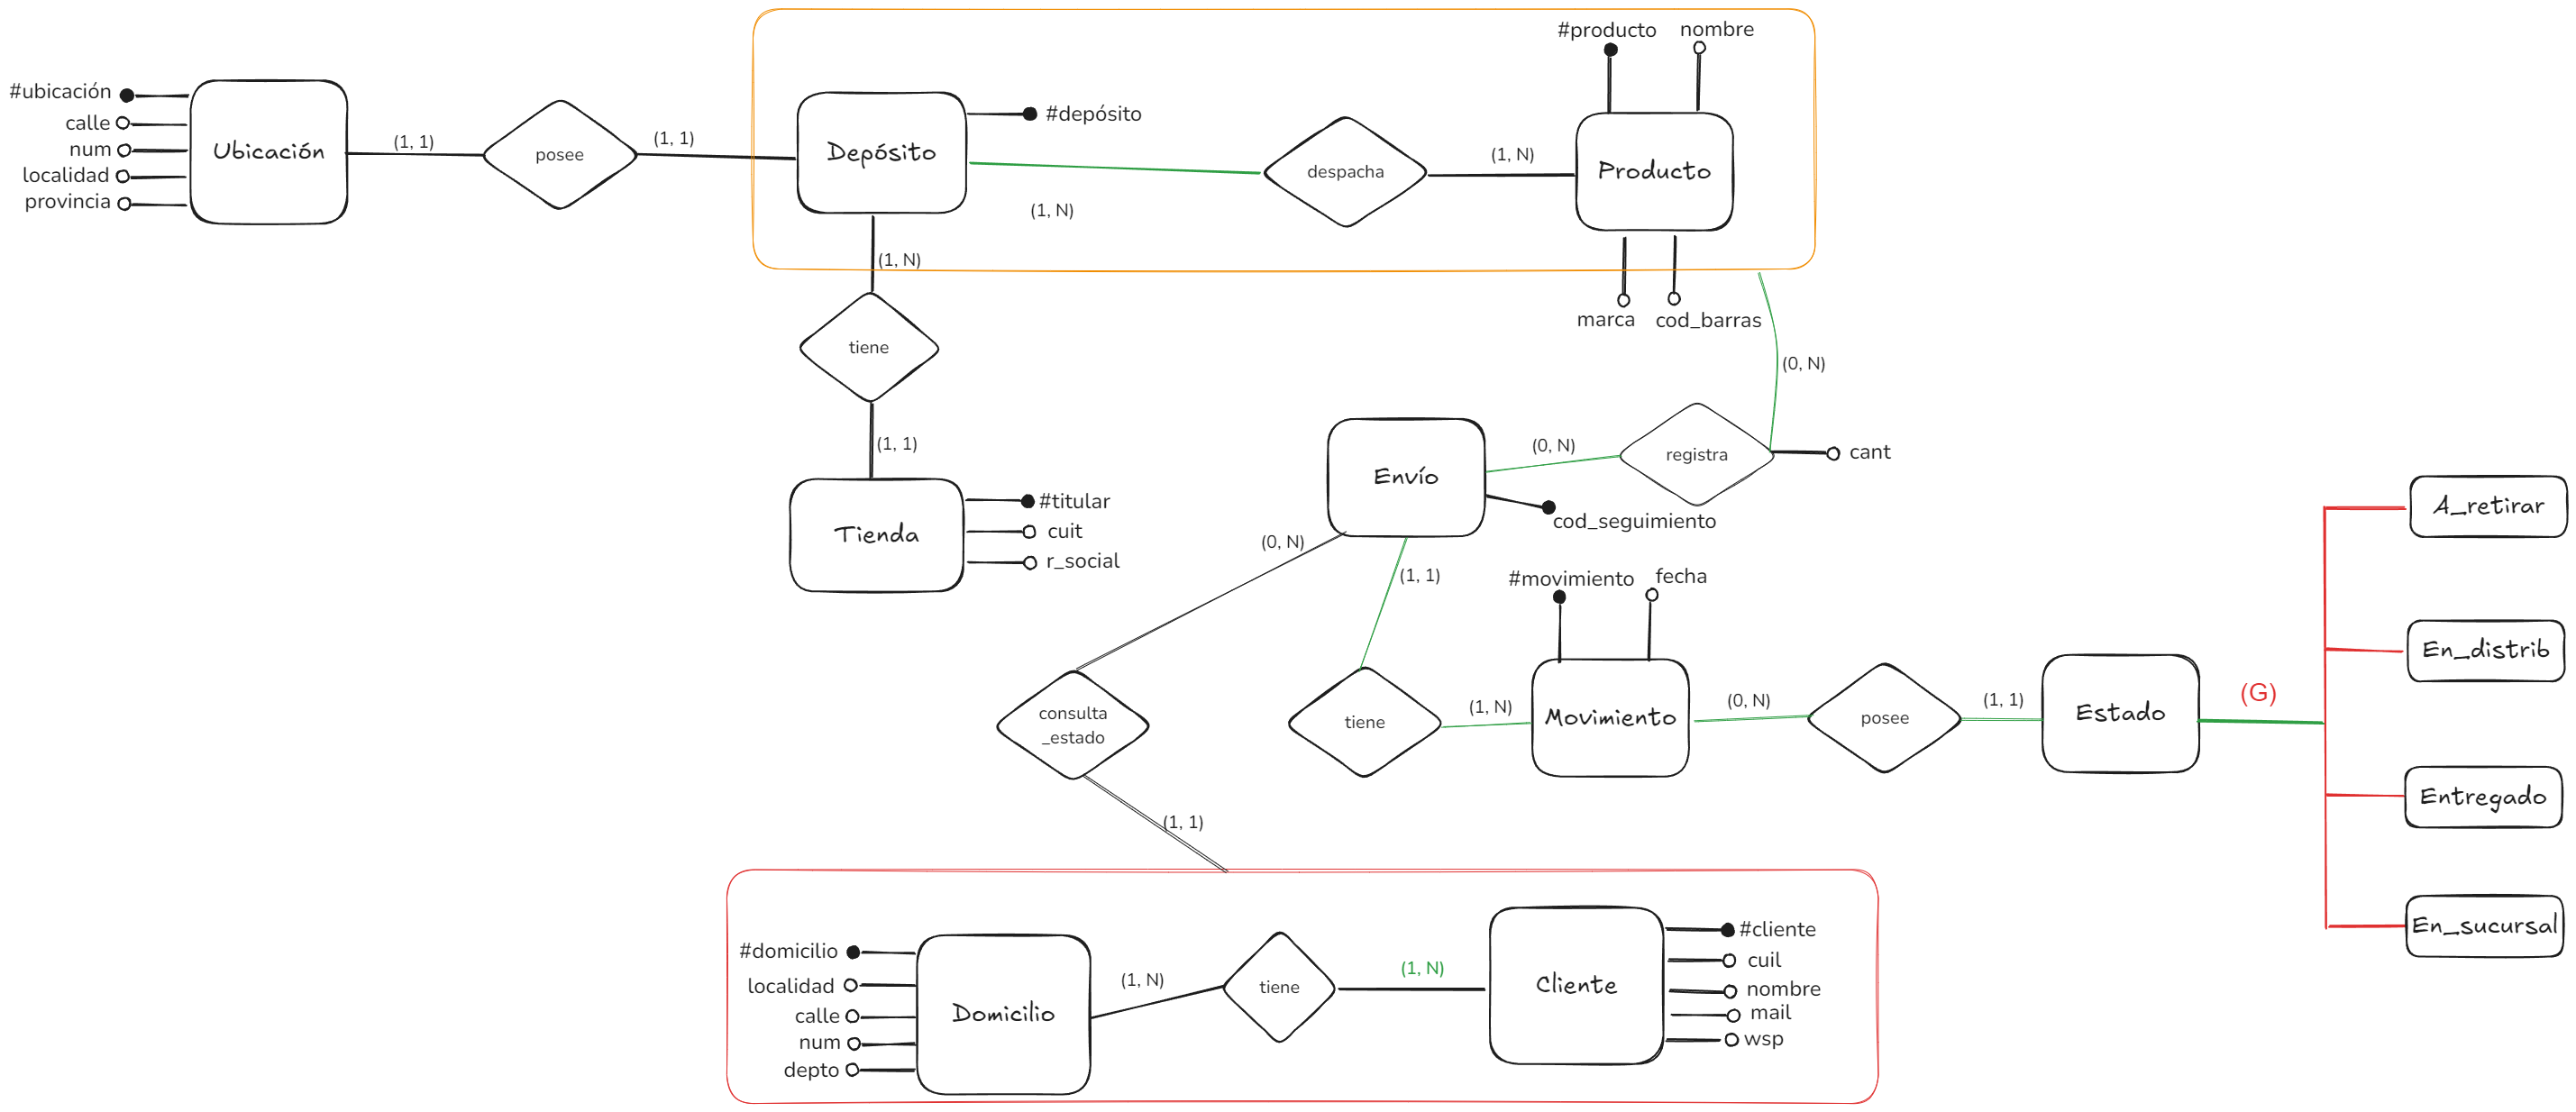 #producto
nombre
#ubicación
calle
num
localidad
provincia
Ubicación
(1, 1)
posee
(1, 1)
Depósito
#depósito
(1, N)
despacha
(1, N)
Producto
marca
cod_barras
(1, N)
tiene
(1, 1)
Tienda
#titular
cuit
r_social
(0, N)
Envío
(0, N)
registra
cant
cod_seguimiento
(0, N)
(1, 1)
#movimiento
fecha
consulta
_estado
tiene
(1, N)
Movimiento
(0, N)
posee
(1, 1)
Estado
(G)
A_retirar
En_distrib
Entregado
En_sucursal
(1, 1)
#domicilio
localidad
calle
num
depto
Domicilio
(1, N)
tiene
(1, N)
Cliente
#cliente
cuil
nombre
mail
wsp